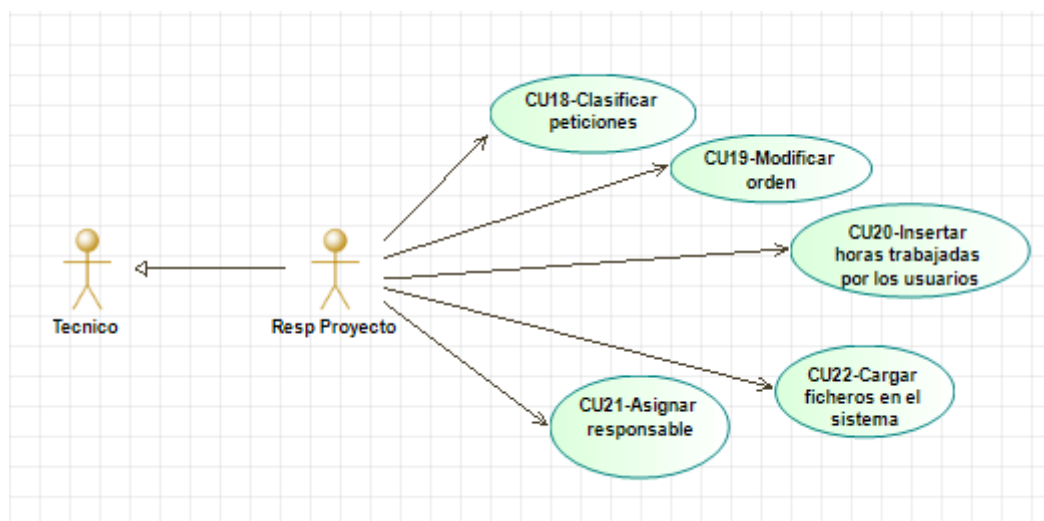 CU18-Clasificar
peticiones
CU19-Modificar
orden
CU20-Insertar
horas trabajadas
por los usuarios
Tecnico
Resp Proyecto
CU22-Cargar
ficheros en el
sistema
CU21-Asignar
responsable